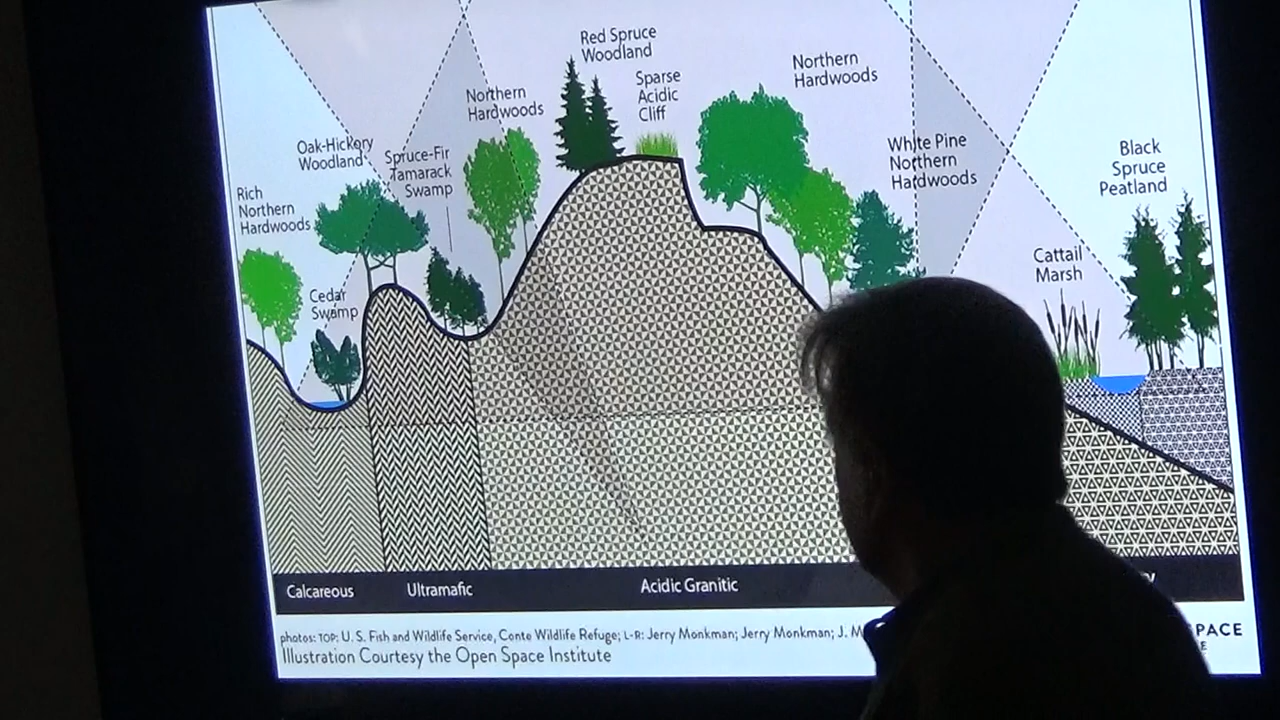 Red Spruce
Woodland
Northern
Hardwoods
Sparse
Acidic
Cliff
Northern
Hardwoods
Oak-Hickory
Woodland
Spruce-Fir
Tamarack
Swamp
White Pine
Northern
Hardwoods
Black
Spruce
Peatland
Rich
Northern
Hardwoods
Cedar
Swamp
Cattail
Marsh
Calcareous
Ultramafic
Acidic Granitic
photos: TOP: U. S. Fish and Wildlife Service, Conte Wildlife Refuge; L-R: Jerry Monkman; Jerry Monkman; J. M
Illustration Courtesy the Open Space Institute
SPACE
E